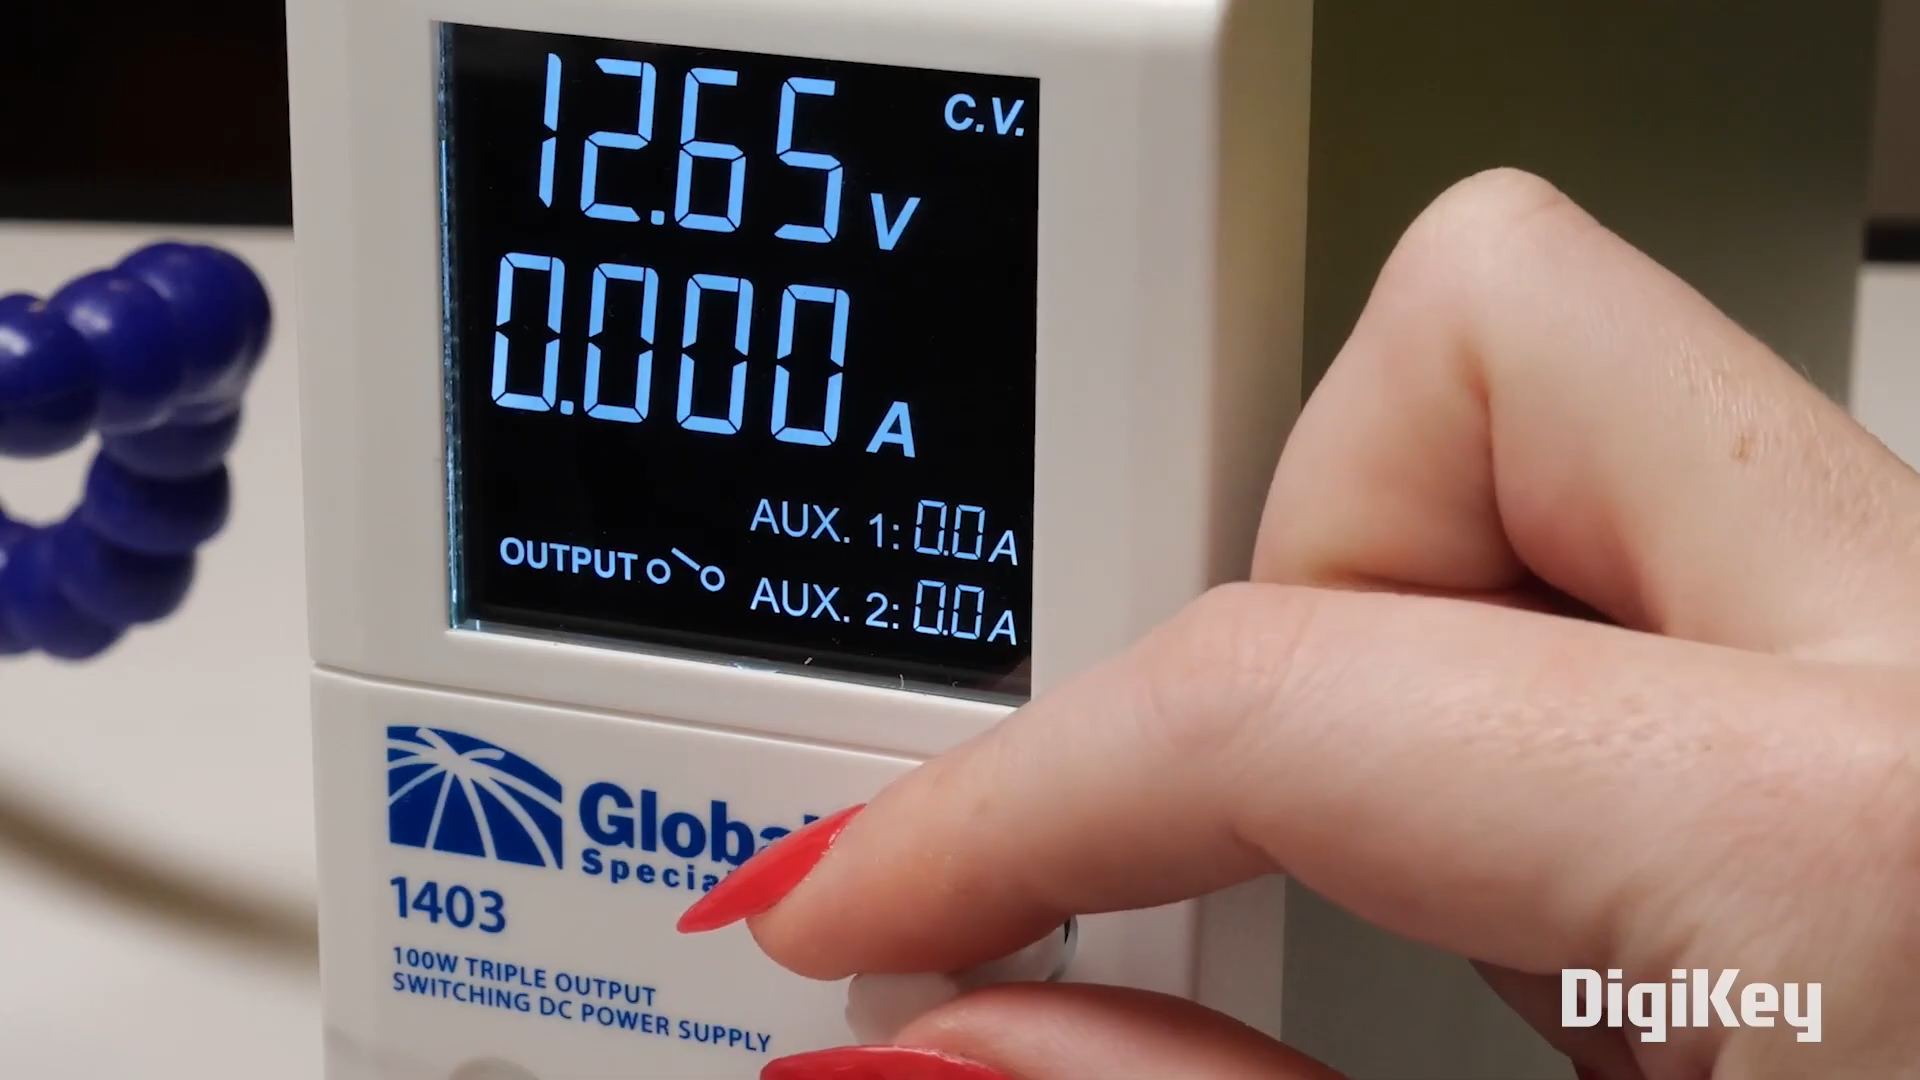 12.65 V
C.V.
0.000 A
AUX. 1: 0.0 A
OUTPUT
AUX. 2: 0.0 A
Global
1403
100W TRIPLE OUTPUT
SWITCHING DC POWER SUPPLY
DigiKey